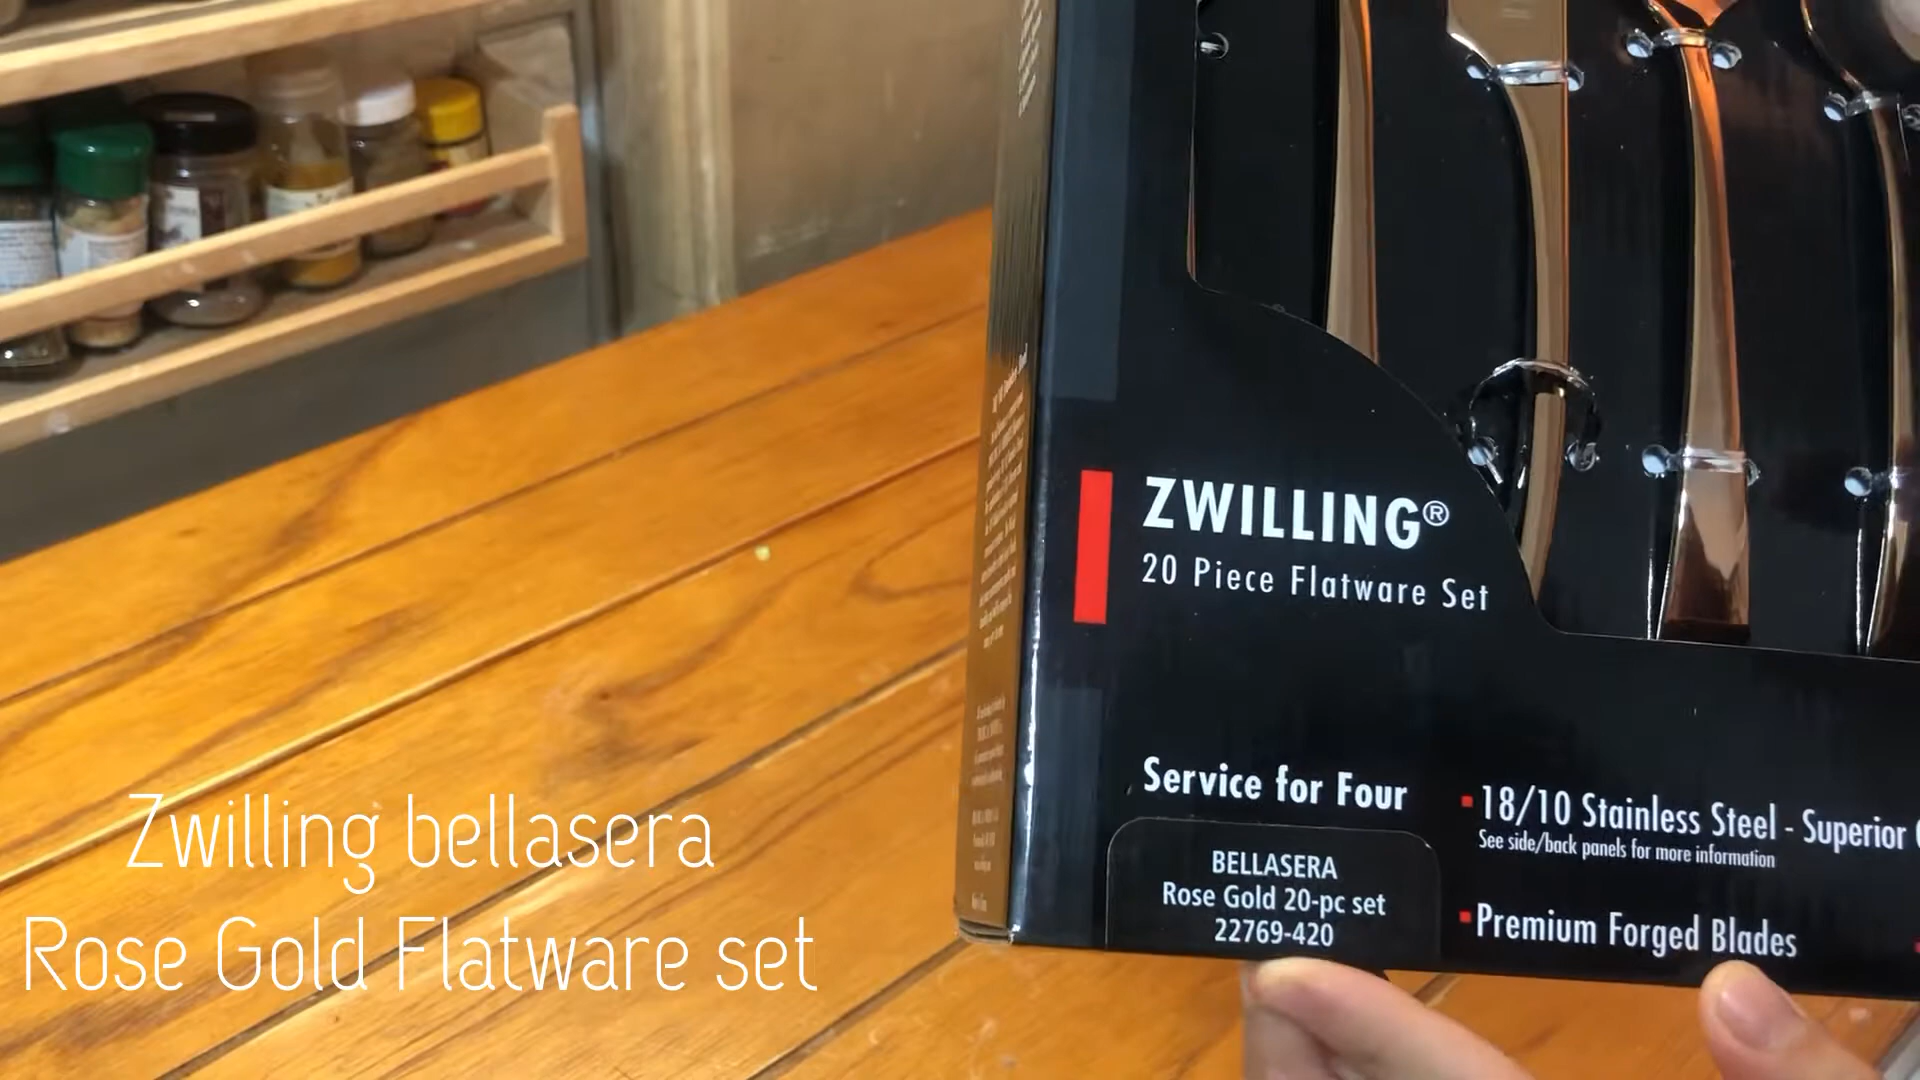 ZWILLING®
20 Piece Flatware Set
Service for Four
18/10 Stainless Steel - Superior
See side/back panels for more information
BELLASERA
Rose Gold 20-pc set
22769-420
Premium Forged Blades
Zwilling bellasera
Rose Gold Flatware set